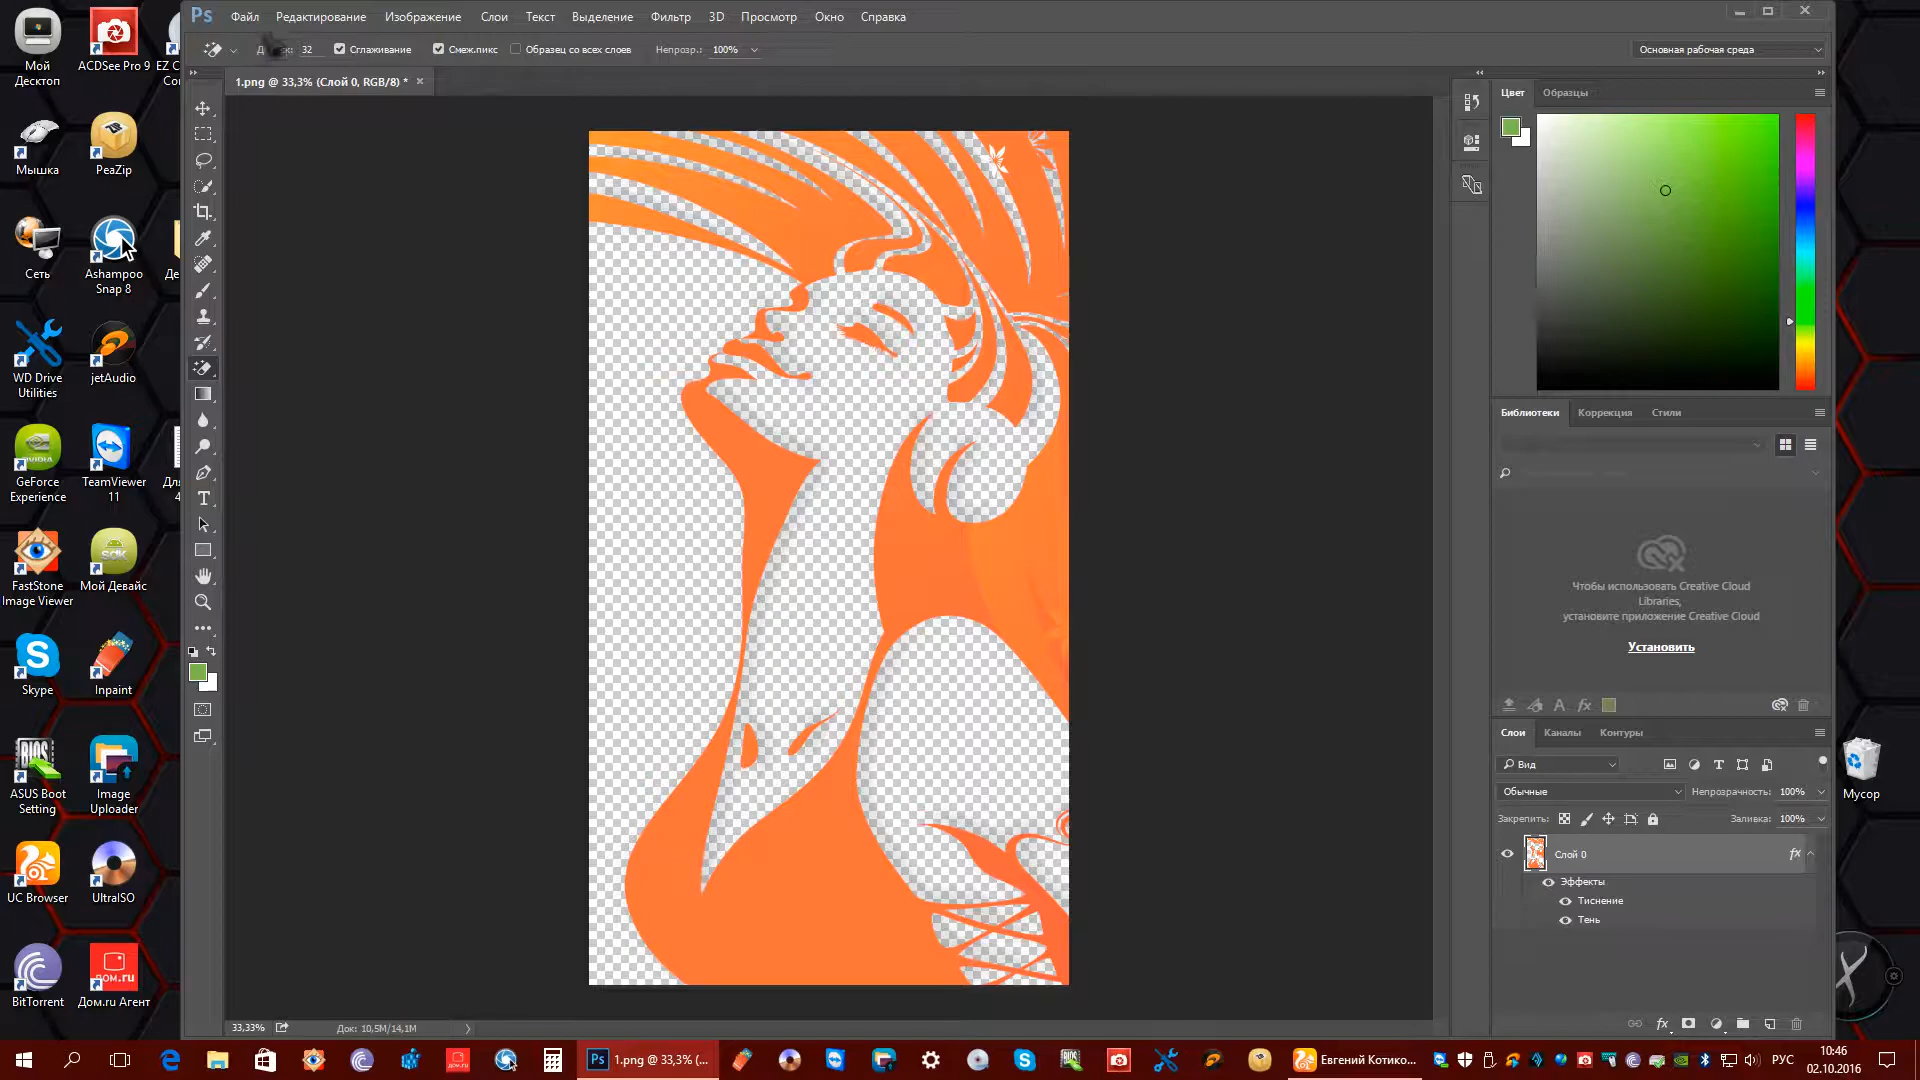 Файл Редактирование Изображение Слои Текст Выделение Фильтр 3D Просмотр Окно Справка
32 Сглаживание Смеж.пикс Образец со всех слоев Непрозр.: 100%
Основная рабочая среда
1.png @ 33,3% (Слой 0, RGB/8) *
Мой Десктоп
ACDSee Pro 9
Мышка
PeaZip
Сеть
Ashampoo Snap 8
WD Drive Utilities
jetAudio
GeForce Experience
TeamViewer 11
FastStone Image Viewer
Мой Девайс
Skype
Inpaint
ASUS Boot Setting
Image Uploader
UC Browser
UltraISO
BitTorrent
Дом.ru Агент
Цвет Образцы
Библиотеки Коррекция Стили
Чтобы использовать Creative Cloud
Libraries,
установите приложение Creative Cloud
Установить
Слои Каналы Контуры
Вид
Обычные Непрозрачность: 100%
Закрепить: Заливка: 100%
Слой 0 fx
Эффекты
Тиснение
Тень
Мусор
33,33% Док: 10,5M/14,1M
1.png @ 33,3% (...
Евгений Котико...
РУС
10:46
02.10.2016